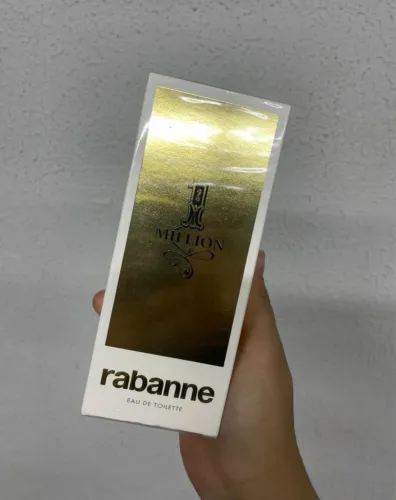 1
MILLION
rabanne
EAU DE TOILETTE